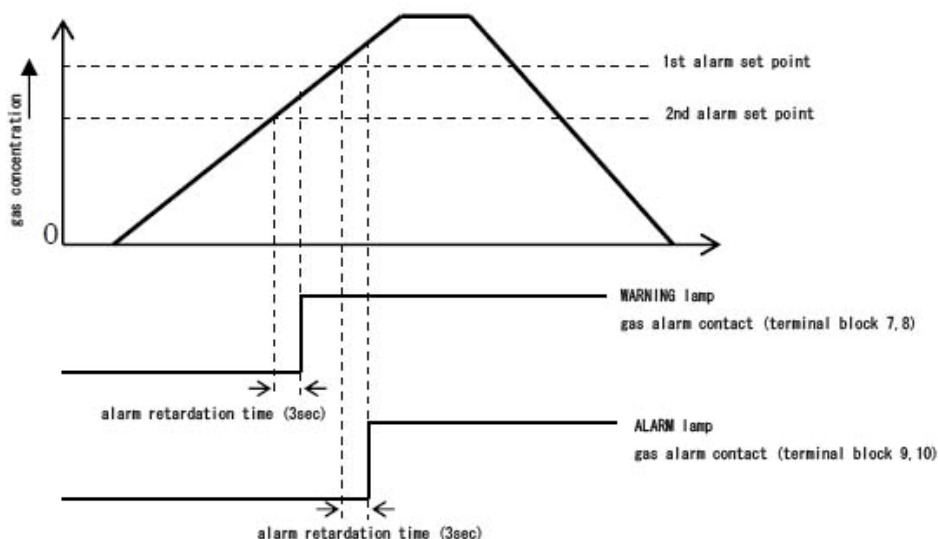 1st alarm set point
2nd alarm set point
gas concentration
0
WARNING lamp
gas alarm contact (terminal block 7,8)
alarm retardation time (3sec)
ALARM lamp
gas alarm contact (terminal block 9,10)
alarm retardation time (3sec)